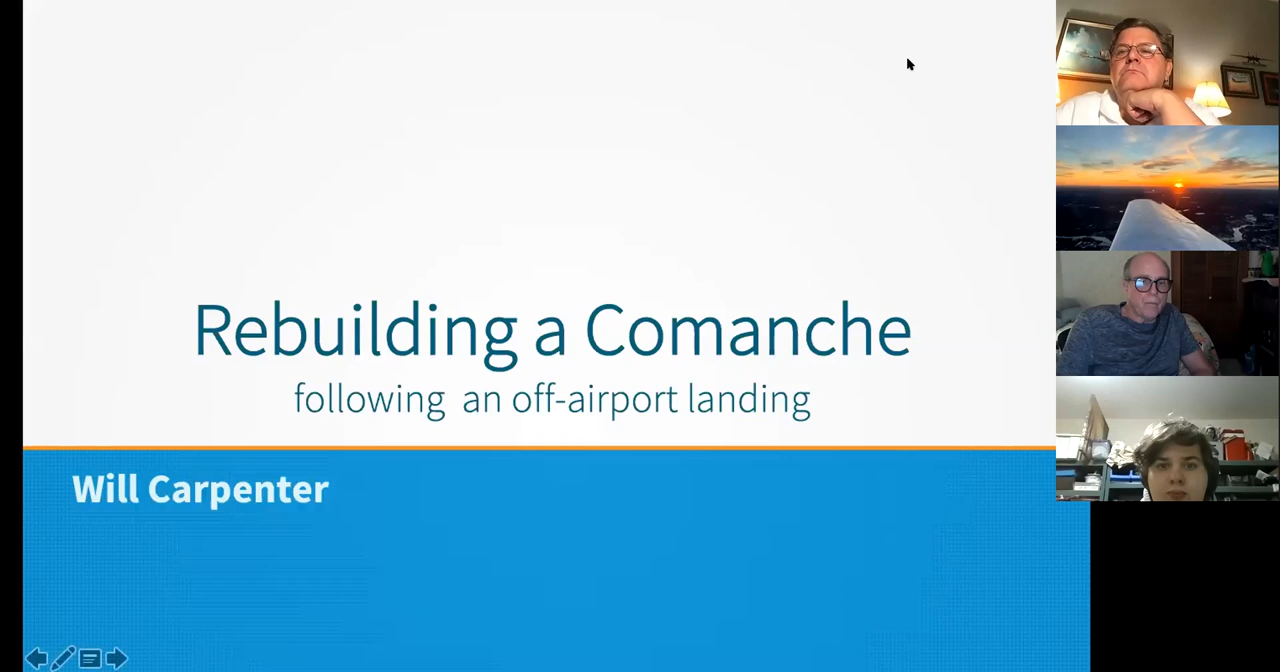 Rebuilding a Comanche
following an off-airport landing
Will Carpenter